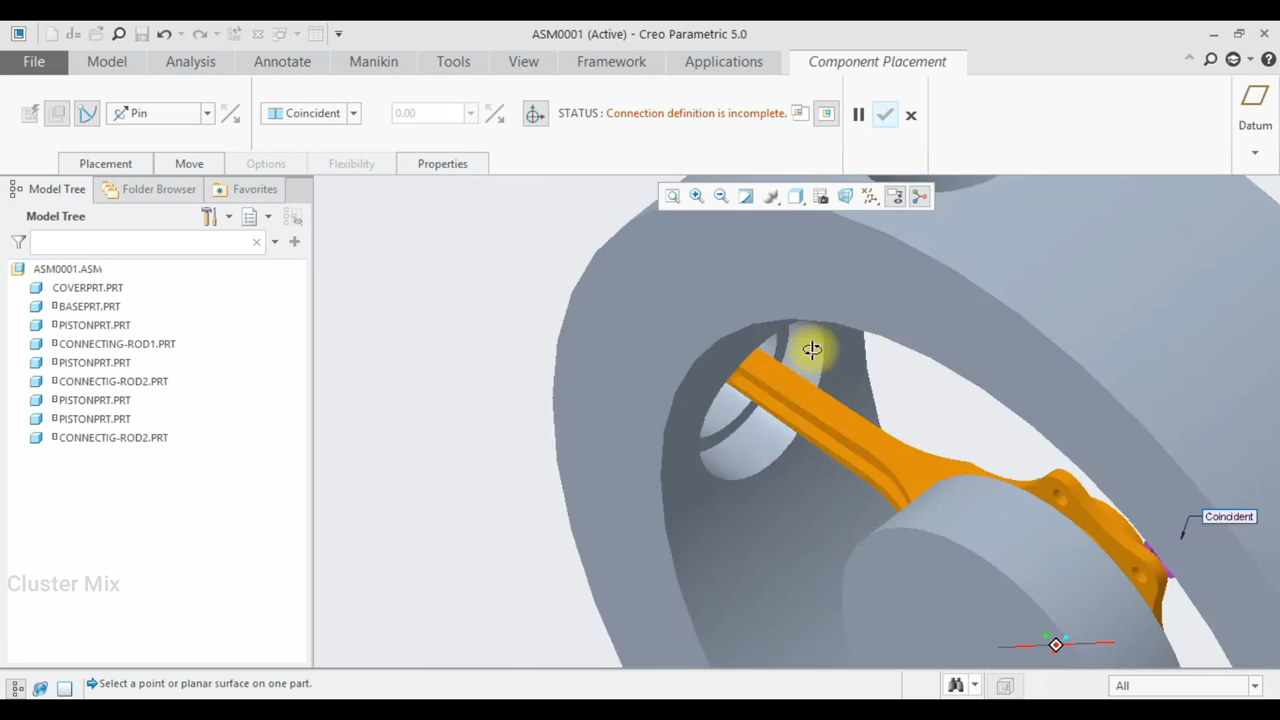 ASM0001 (Active) - Creo Parametric 5.0
File Model Analysis Annotate Manikin Tools View Framework Applications Component Placement
Pin Coincident 0.00 STATUS : Connection definition is incomplete. Datum
Placement Move Options Flexibility Properties
Model Tree Folder Browser Favorites
Model Tree
ASM0001.ASM
COVERPRT.PRT
BASEPRT.PRT
PISTONPRT.PRT
CONNECTING-ROD1.PRT
PISTONPRT.PRT
CONNECTIG-ROD2.PRT
PISTONPRT.PRT
PISTONPRT.PRT
CONNECTIG-ROD2.PRT
Coincident
Cluster Mix
Select a point or planar surface on one part.
All